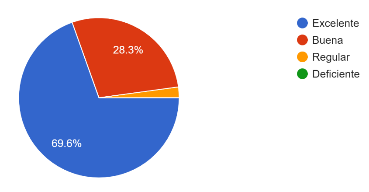 Excelente
Buena
Regular
Deficiente
28.3%
69.6%